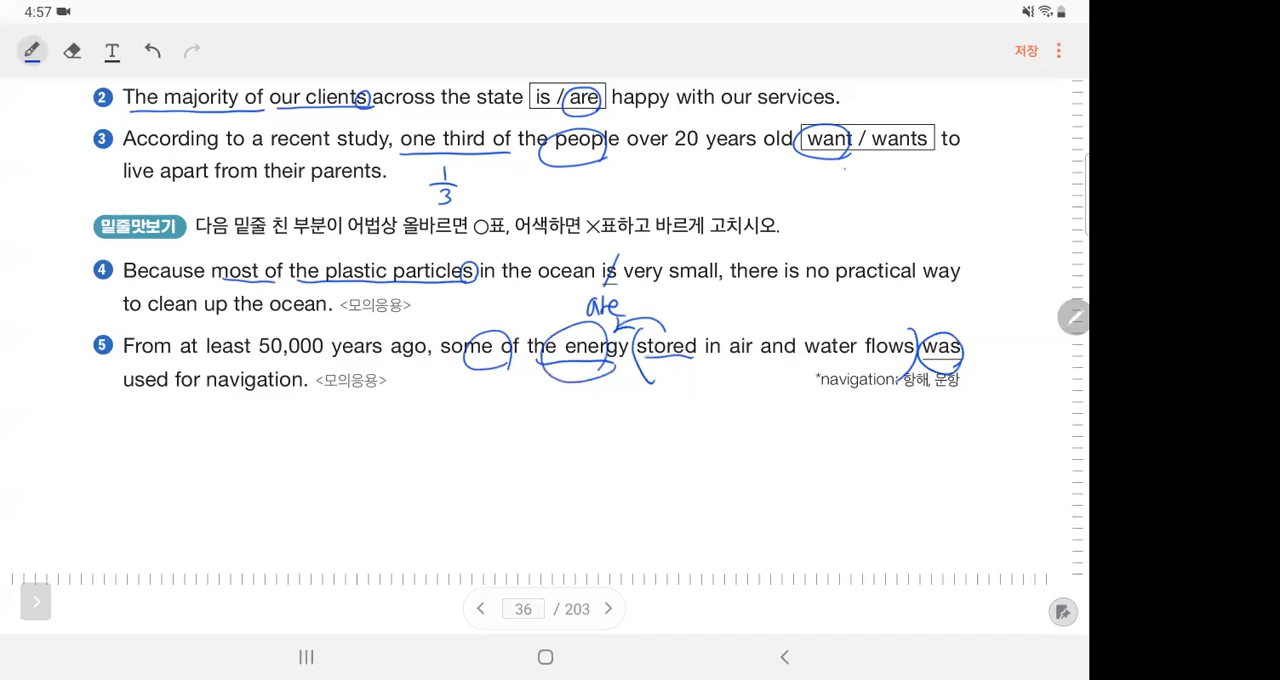 4:57
저장
2 The majority of our clients across the state is / are happy with our services.
3 According to a recent study, one third of the people over 20 years old want / wants to
live apart from their parents.
1
3
밑줄맛보기 다음 밑줄 친 부분이 어법상 올바르면 ○표, 어색하면 ×표하고 바르게 고치시오.
4 Because most of the plastic particles in the ocean is very small, there is no practical way
are
to clean up the ocean. <모의응용>
5 From at least 50,000 years ago, some of the energy stored in air and water flows was
used for navigation. <모의응용>
*navigation: 항해, 운항
36 / 203